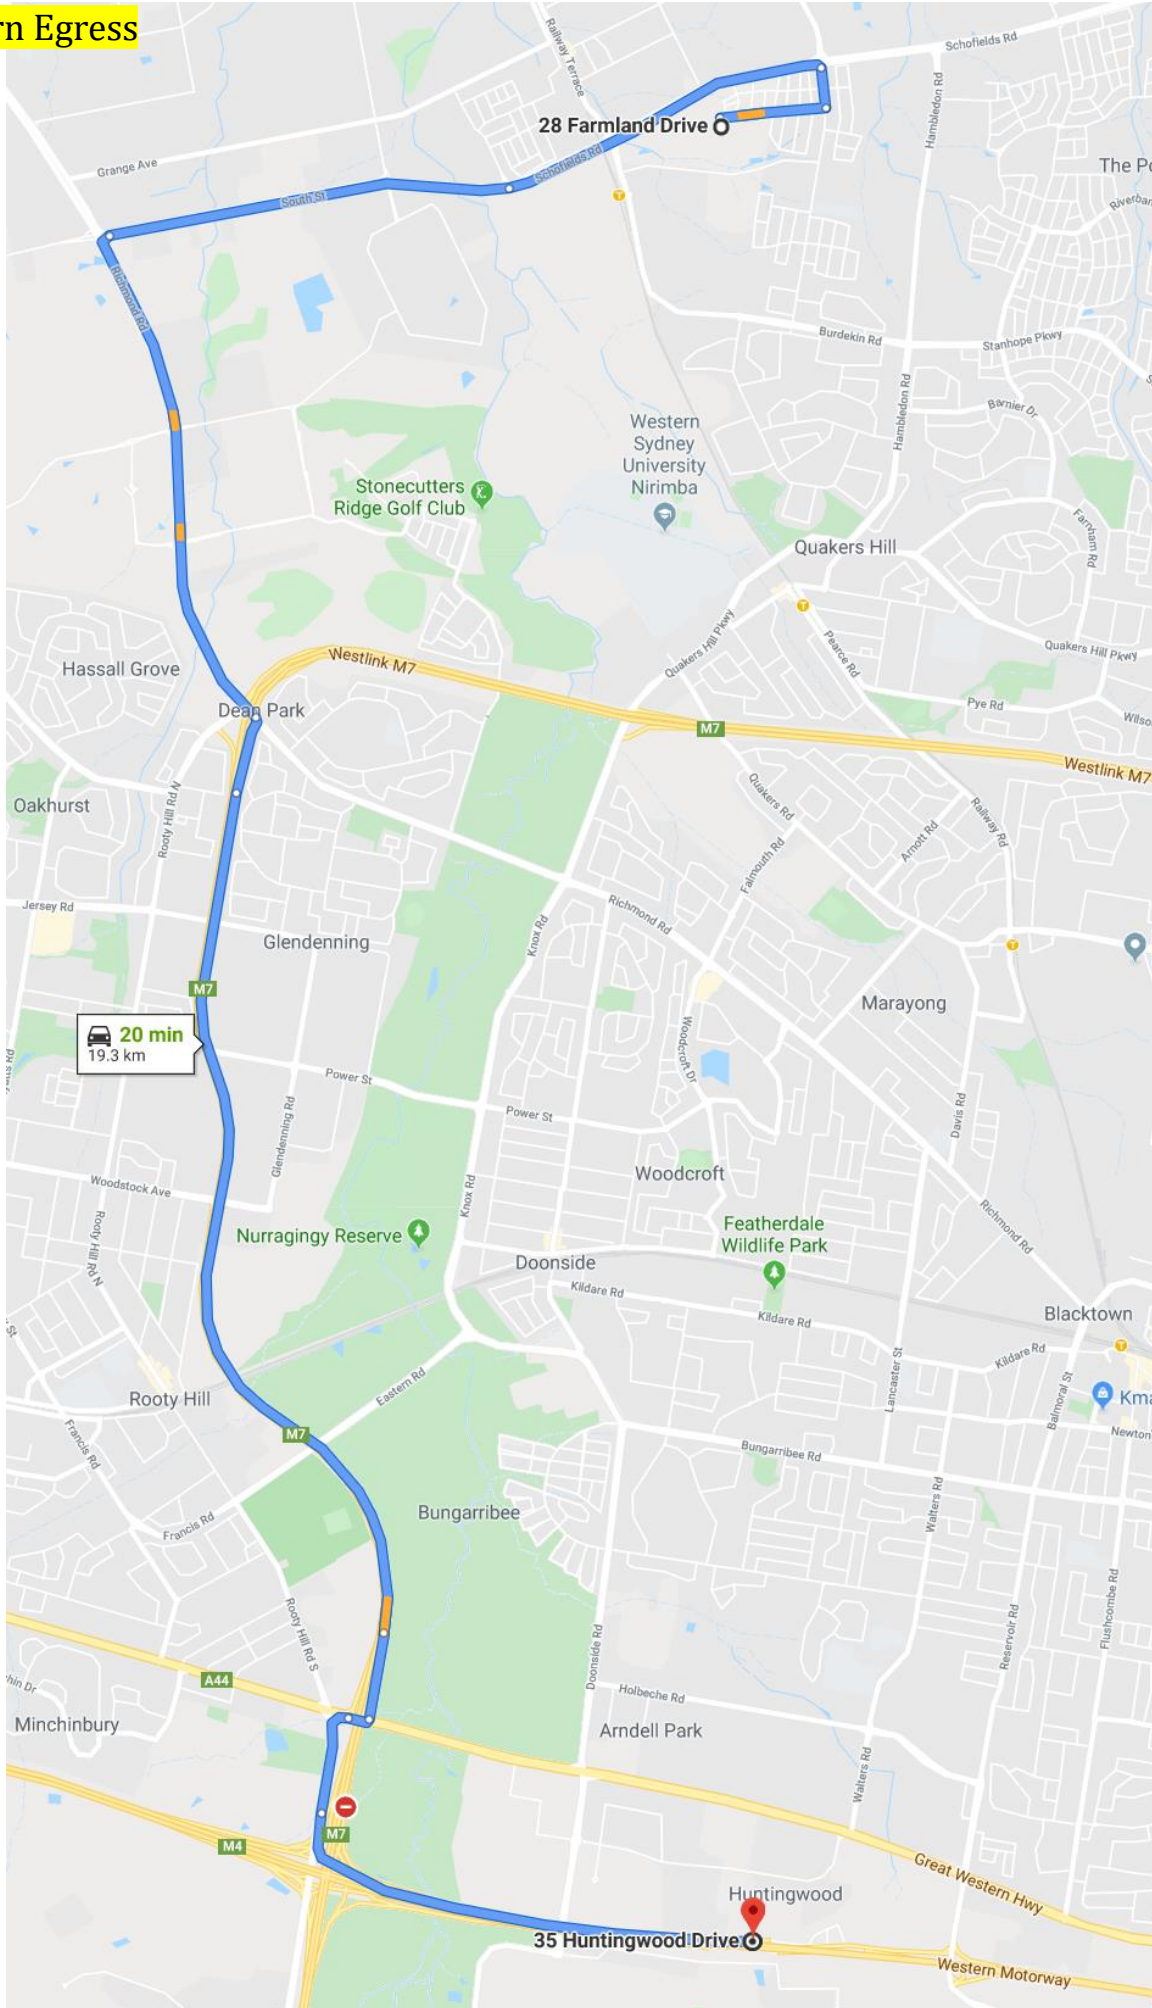 rn Egress
Schofields Rd
Railway Terrace
Hambledon Rd
28 Farmland Drive
Grange Ave
Schofields Rd
The Po
South St
Riverban
Richmond Rd
Burdekin Rd
Stanhope Pkwy
Hambledon Rd
Barnier Dr
Western
Sydney
University
Nirimba
Stonecutters
Ridge Golf Club
Farnham Rd
Quakers Hill
Quakers Hill Pkwy
Pearce Rd
Quakers Hill Pkwy
Hassall Grove
Westlink M7
Pye Rd
Dean Park
Wilso
M7
Westlink M7
Oakhurst
Rooty Hill Rd N
Quakers Rd
Railway Rd
Arnott Rd
Falmouth Rd
Jersey Rd
Richmond Rd
Glendenning
Knox Rd
M7
Marayong
20 min
19.3 km
Woodcroft Dr
Power St
Power St
Glendenning Rd
Davis Rd
Woodstock Ave
Woodcroft
Knox Rd
Rooty Hill Rd N
Nurragingy Reserve
Featherdale
Wildlife Park
Richmond Rd
Doonside
Kildare Rd
Kildare Rd
Blacktown
Kildare Rd
Lancaster St
Rooty Hill
Eastern Rd
Balmoral St
Kma
Newton
Francis Rd
M7
Bungarribee Rd
Bungarribee
Walters Rd
Francis Rd
Flushcombe Rd
Rooty Hill Rd S
Reservoir Rd
Doonside Rd
A44
hin Dr
Holbeche Rd
Minchinbury
Arndell Park
Walters Rd
M7
M4
Great Western Hwy
Huntingwood
35 Huntingwood Drive
Western Motorway